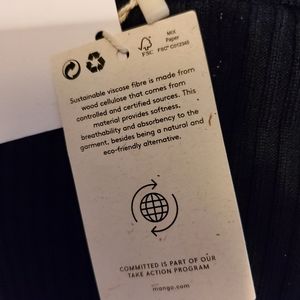 FSC
MIX
Paper
Sustainable viscose fibre is made from
wood cellulose that comes from
controlled and certified sources. This
material provides softness,
breathability and absorbency to the
garment, besides being a natural and
eco-friendly alternative.
COMMITTED IS PART OF OUR
TAKE ACTION PROGRAM
mango.com